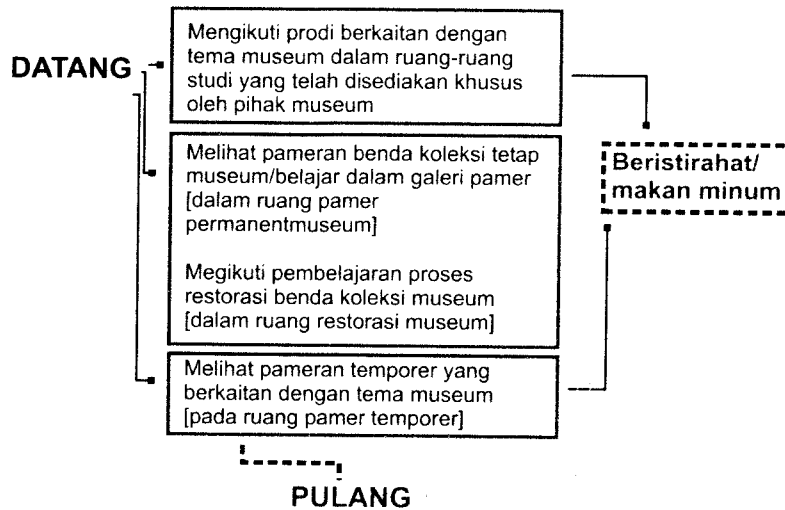 Mengikuti prodi berkaitan dengan
tema museum dalam ruang-ruang
studi yang telah disediakan khusus
oleh pihak museum
DATANG
Melihat pameran benda koleksi tetap
museum/belajar dalam galeri pamer
[dalam ruang pamer
permanentmuseum]
Megikuti pembelajaran proses
restorasi benda koleksi museum
[dalam ruang restorasi museum]
Beristirahat/
makan minum
Melihat pameran temporer yang
berkaitan dengan tema museum
[pada ruang pamer temporer]
PULANG